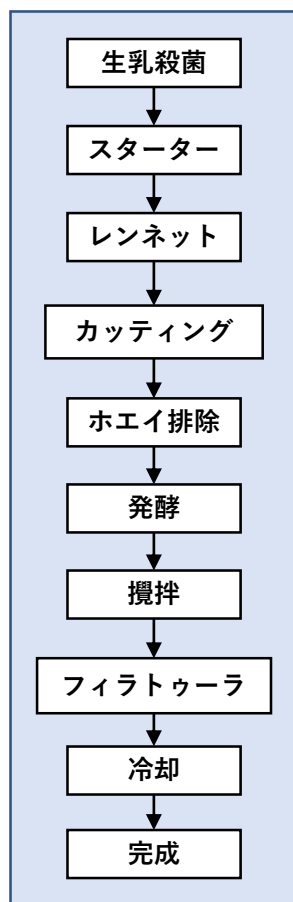 生乳殺菌
スターター
レンネット
カッティング
ホエイ排除
発酵
攪拌
フィラトゥーラ
冷却
完成